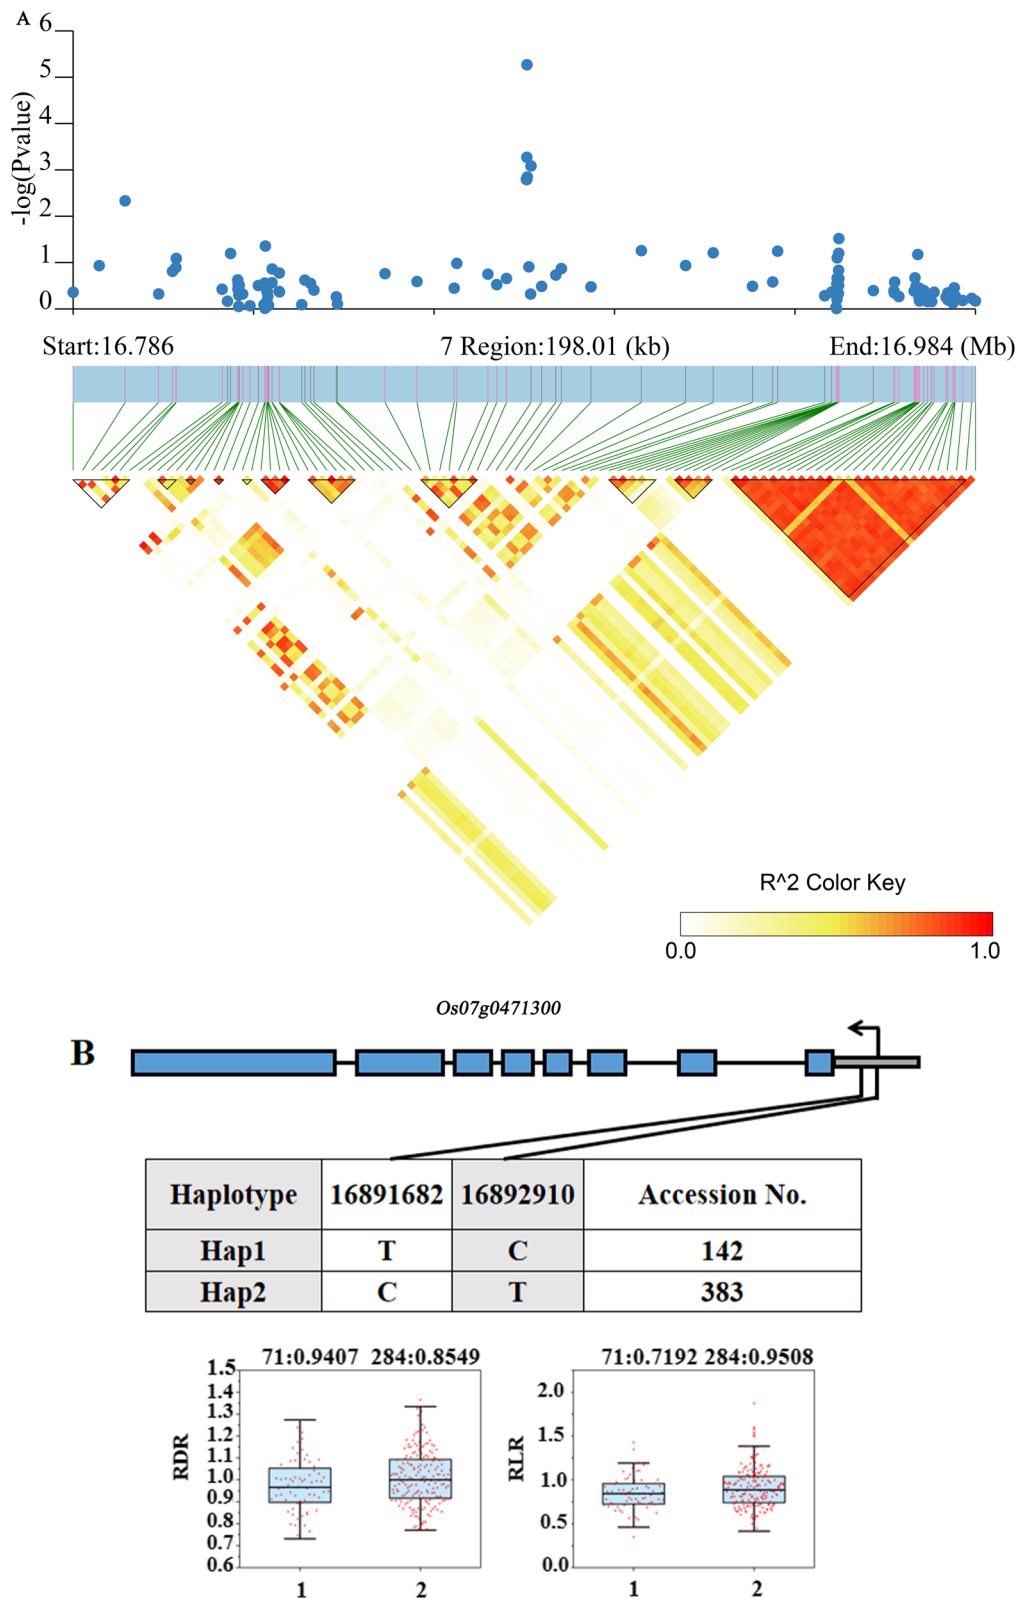 A
6
5
4
3
2
1
0
-log(Pvalue)
Start:16.786
7 Region:198.01 (kb)
End:16.984 (Mb)
R^2 Color Key
0.0
1.0
Os07g0471300
B
Haplotype 16891682 16892910 Accession No.
Hap1 T C 142
Hap2 C T 383
71:0.9407 284:0.8549
1.5
1.4
1.3
1.2
1.1
1.0
0.9
0.8
0.7
0.6
RDR
1 2
71:0.7192 284:0.9508
2.0
1.5
1.0
0.5
0.0
RLR
1 2